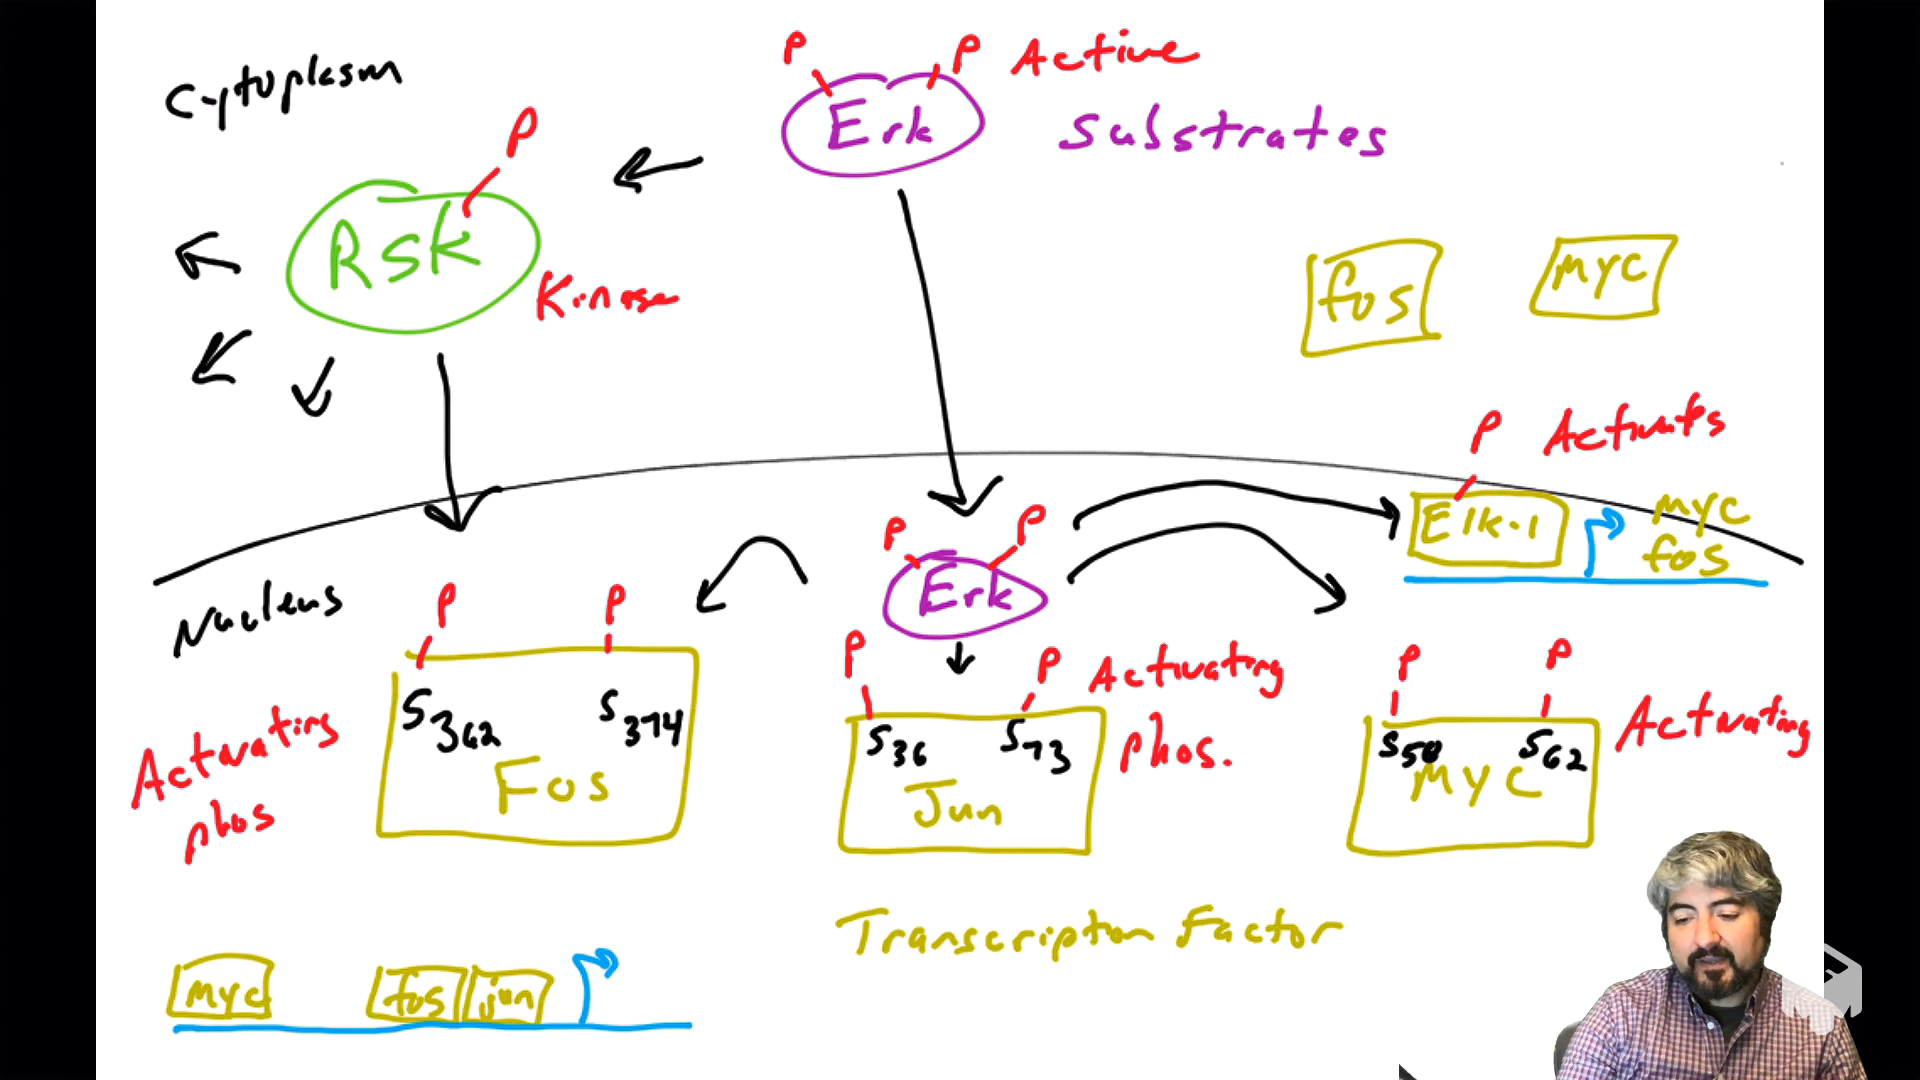 Cytoplasm
P P Active
Erk Substrates
P
Rsk
Kinase
fos myc
P Activates
Elk-1 myc
fos
P P
Erk
Nucleus
P P
S362 S374
Fos
Activating
phos
P P Activating
phos.
S36 S73
Jun
P P Activating
S58 S62
Myc
Transcription Factor
myc fos jun